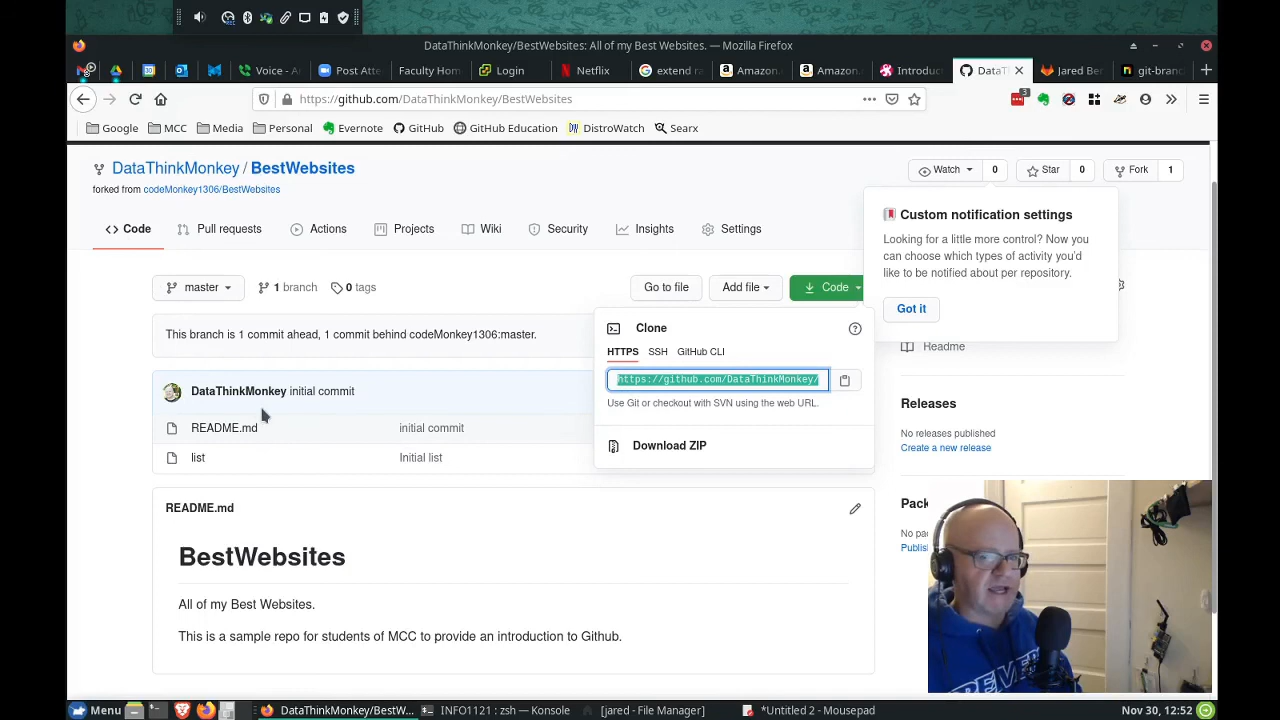 DataThinkMonkey/BestWebsites: All of my Best Websites. — Mozilla Firefox
Voice - A
Post Atte
Faculty Hom
Login
Netflix
extend ra
Amazon.
Amazon.
Introduc
DataT
Jared Ber
git-branc
https://github.com/DataThinkMonkey/BestWebsites
3
Google
MCC
Media
Personal
Evernote
GitHub
GitHub Education
DistroWatch
Searx
DataThinkMonkey / BestWebsites
forked from codeMonkey1306/BestWebsites
Watch 0
Star 0
Fork 1
Custom notification settings
Looking for a little more control? Now you
can choose which types of activity you'd
like to be notified about per repository.
Got it
Code
Pull requests
Actions
Projects
Wiki
Security
Insights
Settings
master
1 branch
0 tags
Go to file
Add file
Code
This branch is 1 commit ahead, 1 commit behind codeMonkey1306:master.
Clone
HTTPS SSH GitHub CLI
https://github.com/DataThinkMonkey/
Use Git or checkout with SVN using the web URL.
Download ZIP
DataThinkMonkey initial commit
README.md initial commit
list Initial list
Readme
Releases
No releases published
Create a new release
Pack
No pa
Publis
README.md
BestWebsites
All of my Best Websites.
This is a sample repo for students of MCC to provide an introduction to Github.
Menu
DataThinkMonkey/BestW...
INFO1121 : zsh — Konsole
[jared - File Manager]
*Untitled 2 - Mousepad
Nov 30, 12:52